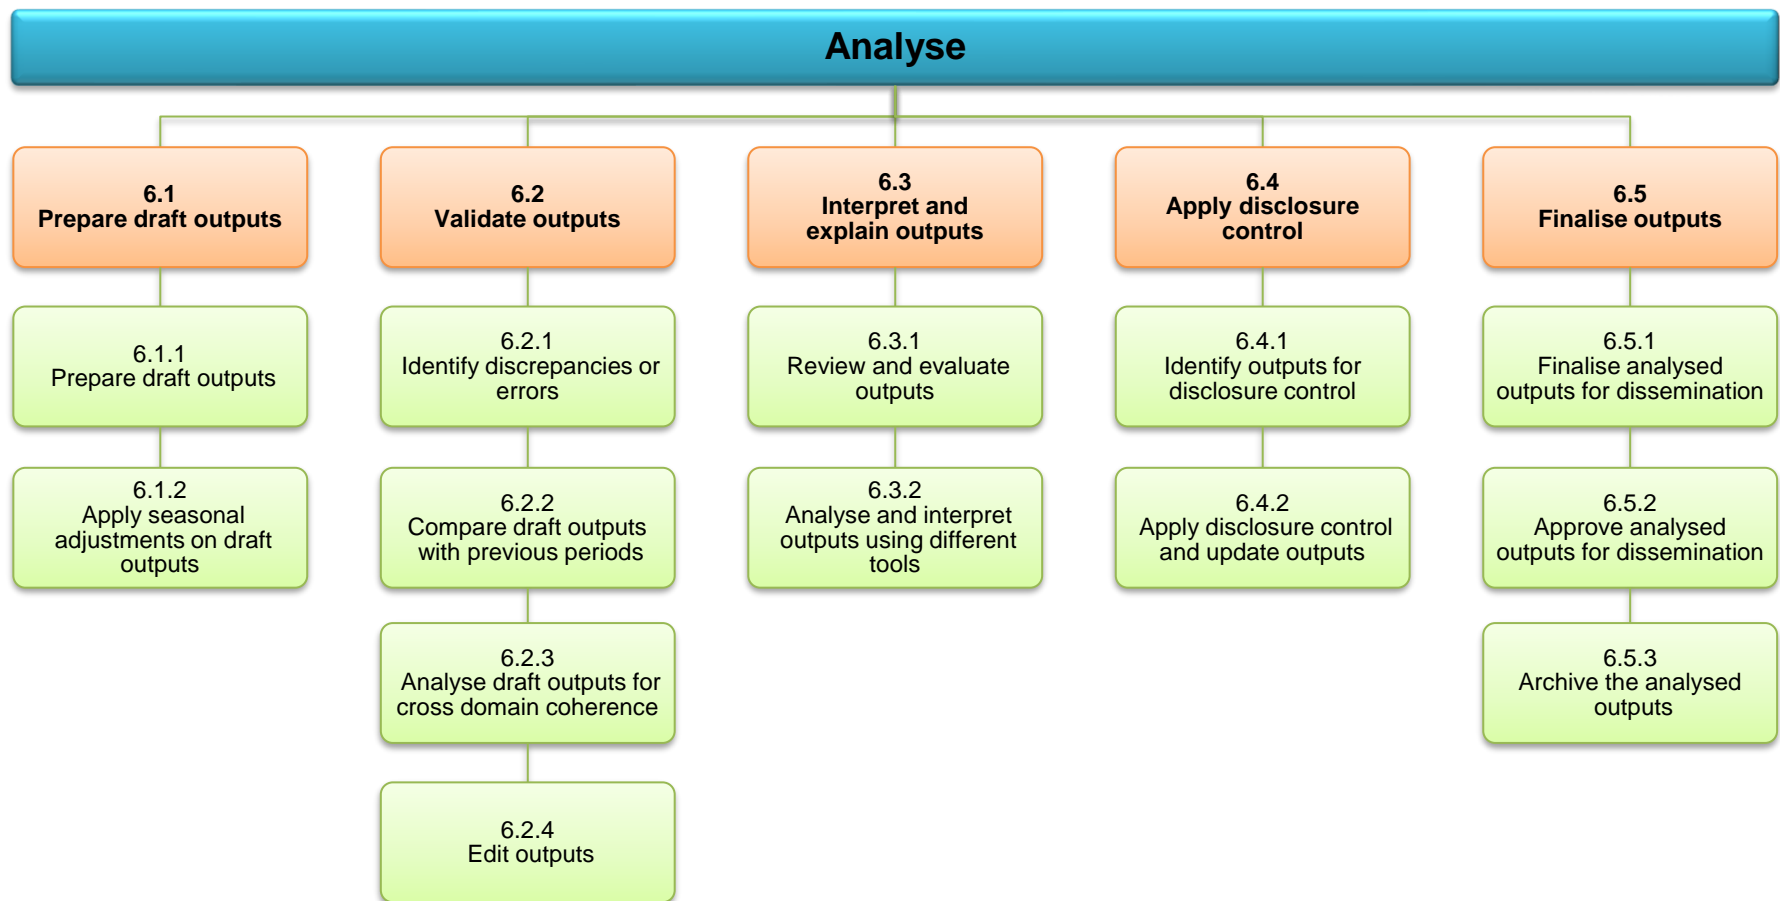 Analyse
6.1
Prepare draft outputs
6.1.1
Prepare draft outputs
6.1.2
Apply seasonal
adjustments on draft
outputs
6.2
Validate outputs
6.2.1
Identify discrepancies or
errors
6.2.2
Compare draft outputs
with previous periods
6.2.3
Analyse draft outputs for
cross domain coherence
6.2.4
Edit outputs
6.3
Interpret and
explain outputs
6.3.1
Review and evaluate
outputs
6.3.2
Analyse and interpret
outputs using different
tools
6.4
Apply disclosure
control
6.4.1
Identify outputs for
disclosure control
6.4.2
Apply disclosure control
and update outputs
6.5
Finalise outputs
6.5.1
Finalise analysed
outputs for dissemination
6.5.2
Approve analysed
outputs for dissemination
6.5.3
Archive the analysed
outputs